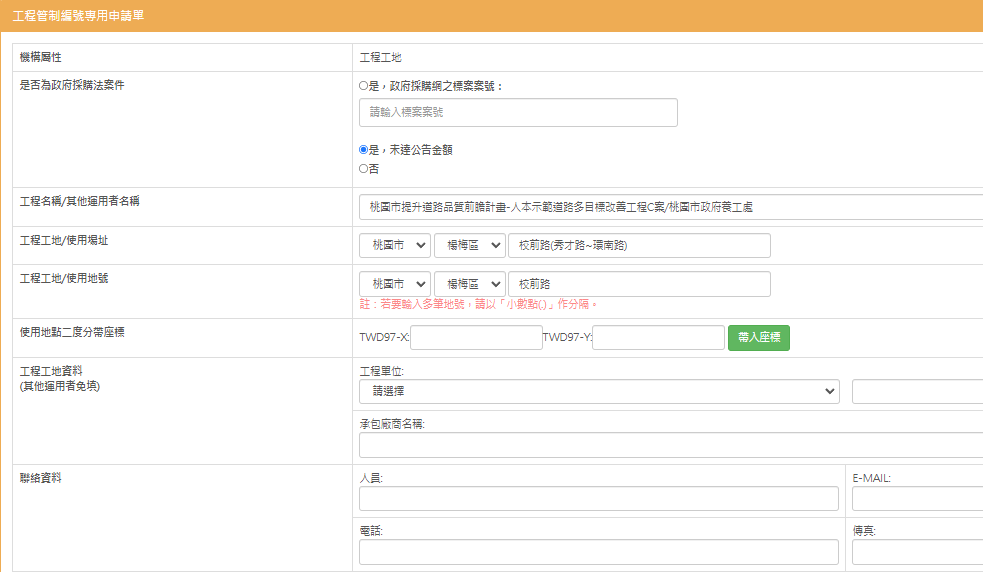 工程管制編號專用申請單
機構屬性
工程工地
是否為政府採購法案件
是，政府採購網之標案案號：
請輸入標案案號
是，未達公告金額
否
工程名稱/其他運用者名稱
桃園市提升道路品質前瞻計畫-人本示範道路多目標改善工程C案/桃園市政府養工處
工程工地/使用場址
桃園市 楊梅區 校前路(秀才路~環南路)
工程工地/使用地號
桃園市 楊梅區 校前路
註：若要輸入多筆地號，請以「小數點(.)」作分隔。
使用地點二度分帶座標
TWD97-X: TWD97-Y: 帶入座標
工程工地資料
(其他運用者免填)
工程單位:
請選擇
承包廠商名稱:
聯絡資料
人員: E-MAIL:
電話: 傳真: